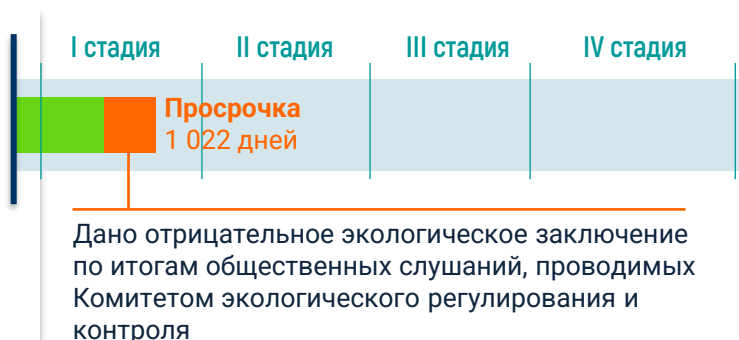 I стадия II стадия III стадия IV стадия
Просрочка
1 022 дней
Дано отрицательное экологическое заключение
по итогам общественных слушаний, проводимых
Комитетом экологического регулирования и
контроля